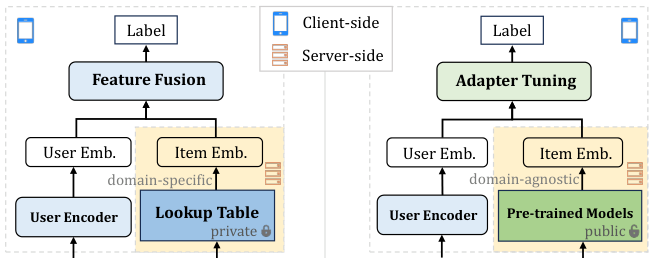 Client-side
Server-side
Label
Feature Fusion
User Emb.
Item Emb.
domain-specific
User Encoder
Lookup Table
private
Label
Adapter Tuning
User Emb.
Item Emb.
domain-agnostic
User Encoder
Pre-trained Models
public